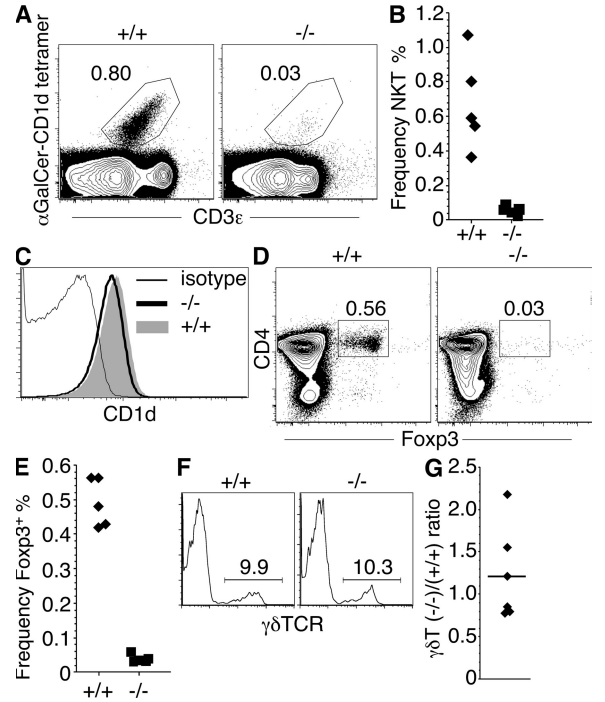 A
+/+
-/-
αGalCer-CD1d tetramer
0.80
0.03
CD3ε
B
Frequency NKT %
1.2
1.0
0.8
0.6
0.4
0.2
0
+/+
-/-
C
isotype
-/-
+/+
CD1d
D
+/+
-/-
CD4
0.56
0.03
Foxp3
E
Frequency Foxp3+ %
0.6
0.5
0.4
0.3
0.2
0.1
0
+/+
-/-
F
+/+
-/-
9.9
10.3
γδTCR
G
γδT (-/-)/(+/+) ratio
2.5
2.0
1.5
1.0
0.5
0